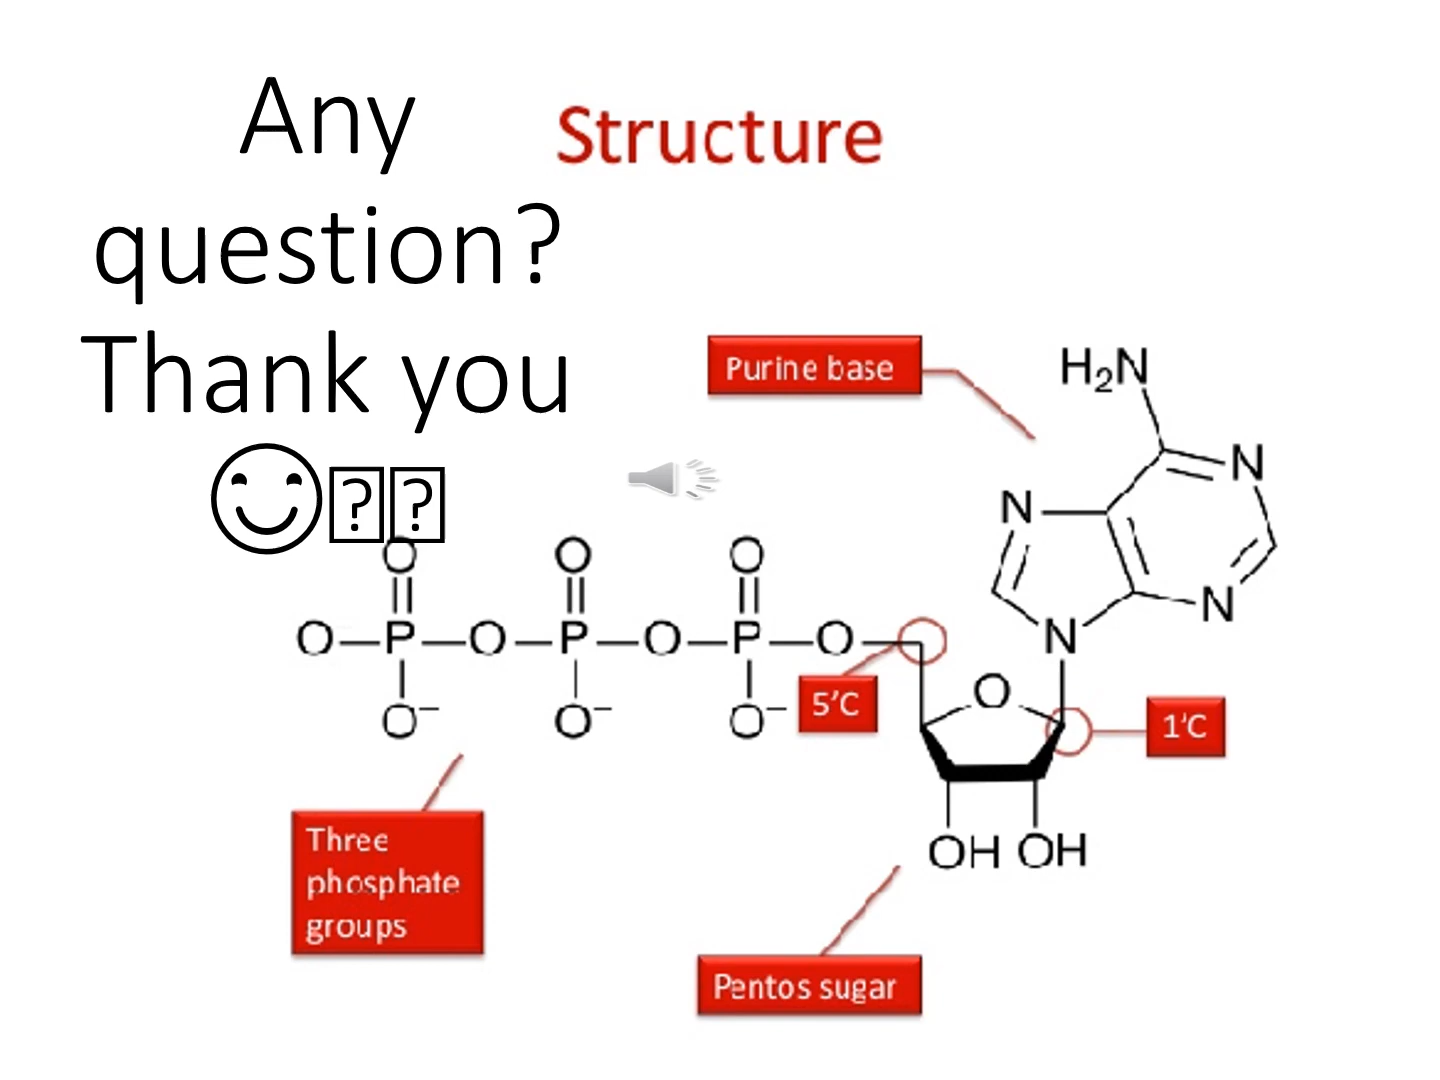 Any
question?
Thank you
☺
Structure
Purine base
H₂N
N
N
N
N
O
O
O
O–P–O–P–O–P–O
O⁻
O⁻
O⁻
5’C
O
1’C
OH
OH
Three
phosphate
groups
Pentos sugar